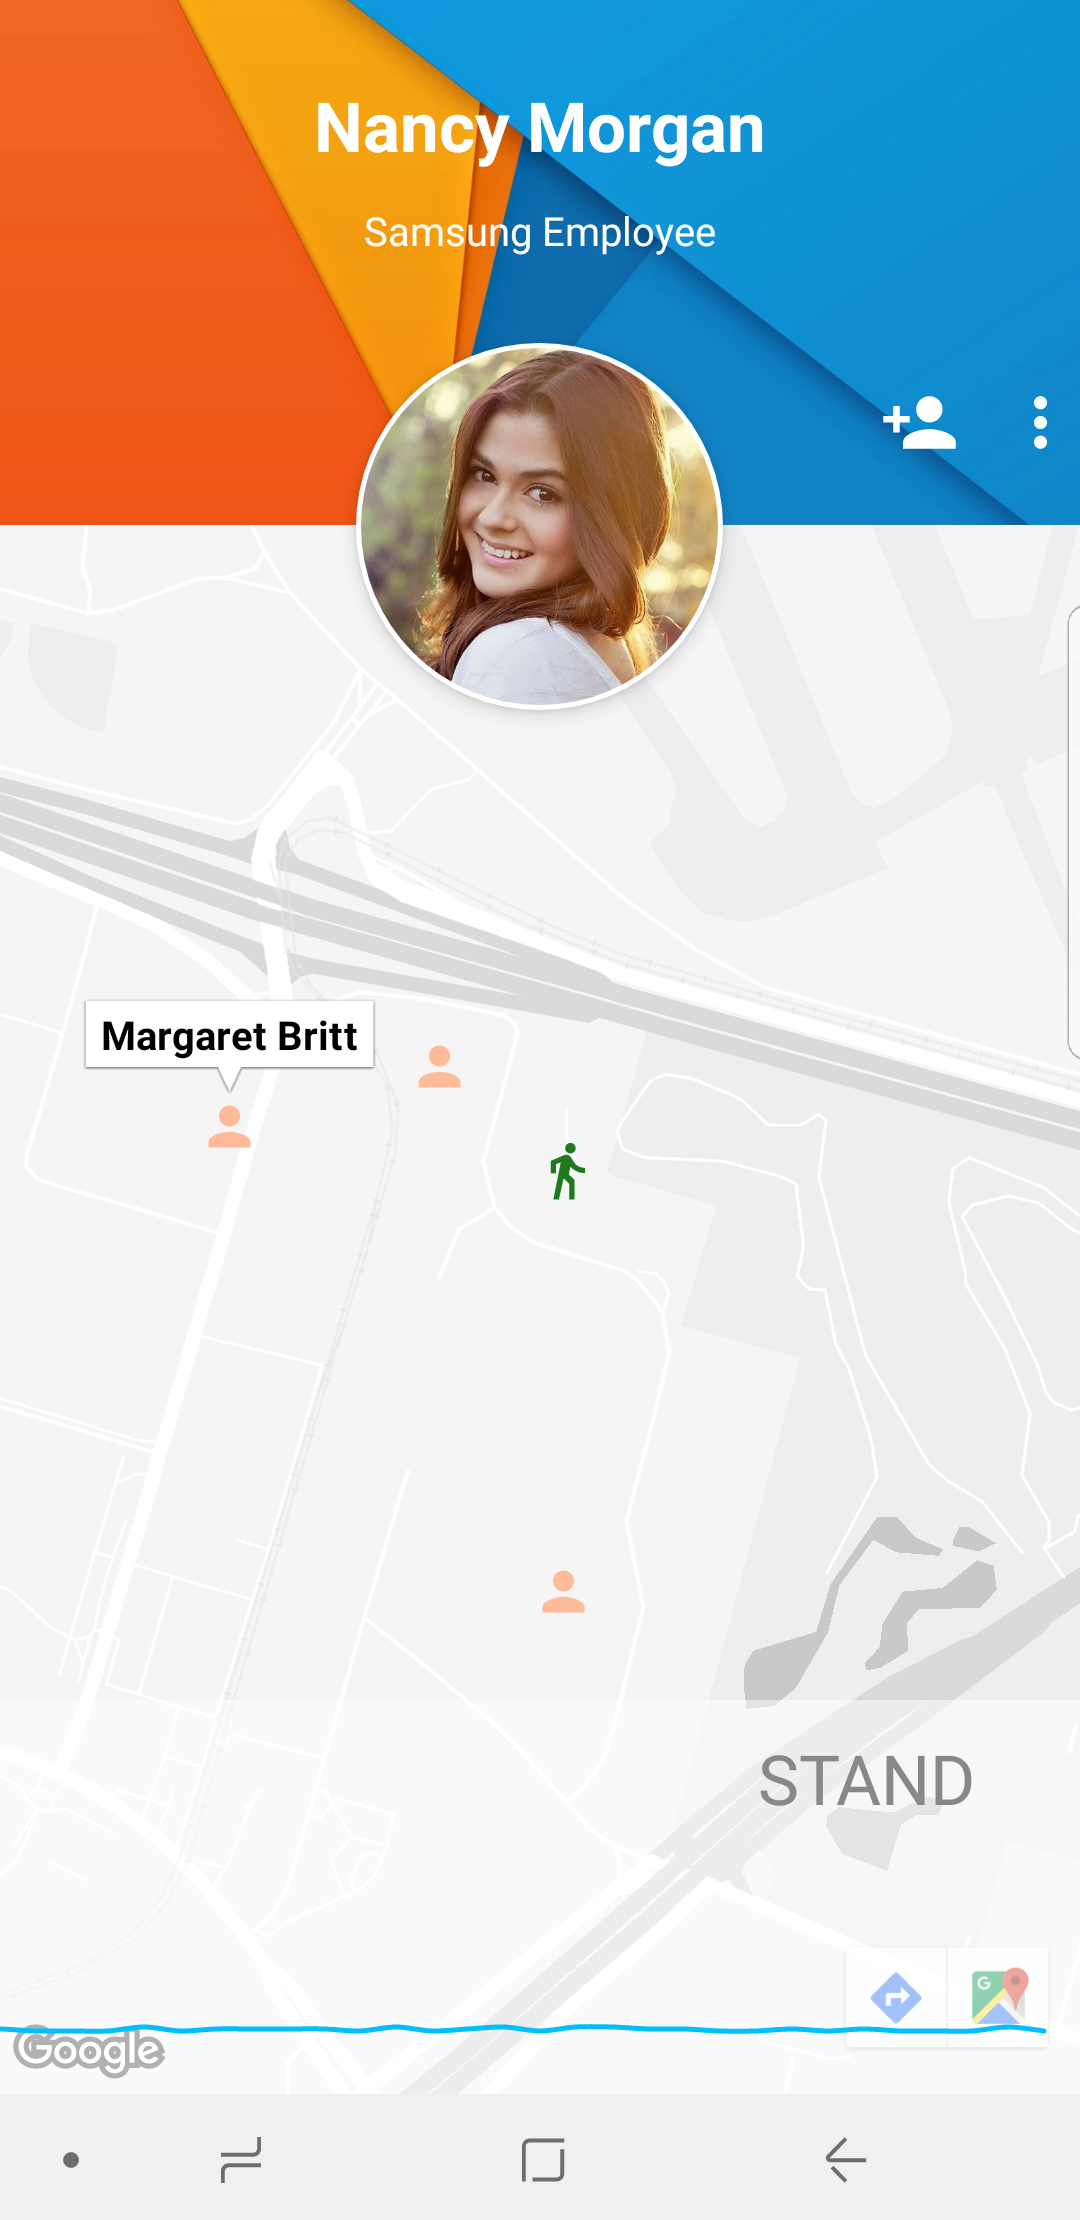 Nancy Morgan
Samsung Employee
Margaret Britt
STAND
G
Google